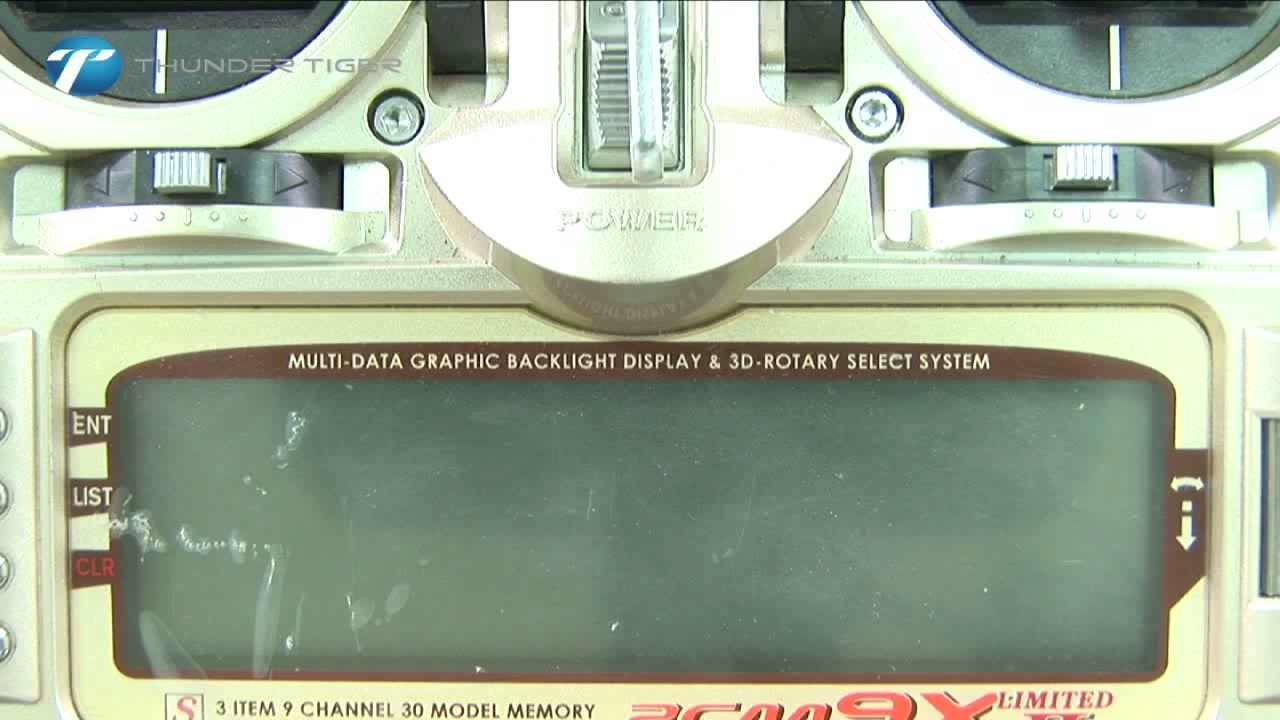 THUNDER TIGER
POWER
MULTI-DATA GRAPHIC BACKLIGHT DISPLAY & 3D-ROTARY SELECT SYSTEM
ENT
LIST
CLR
S 3 ITEM 9 CHANNEL 30 MODEL MEMORY
PCM9X LIMITED